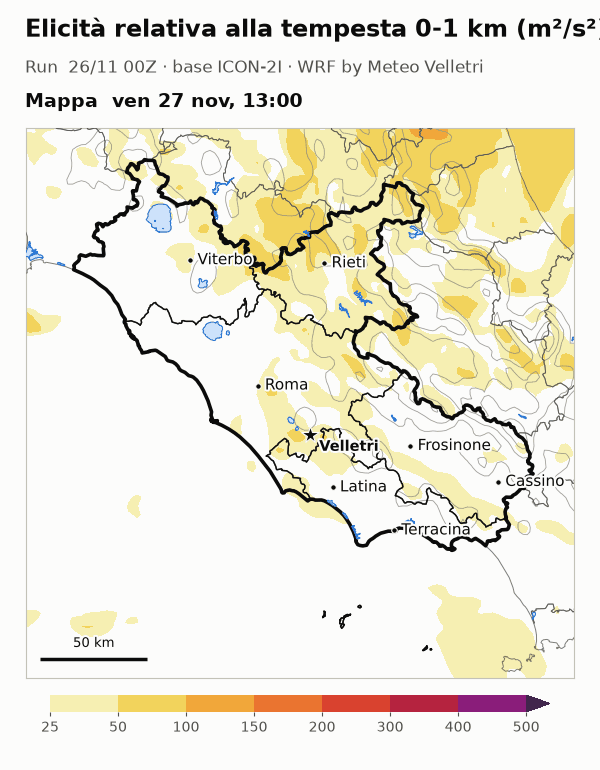 Elicità relativa alla tempesta 0-1 km (m²/s²)
Run  26/11 00Z · base ICON-2I · WRF by Meteo Velletri
Mappa  ven 27 nov, 13:00
Viterbo
Rieti
Roma
Velletri
Frosinone
Cassino
Latina
Terracina
50 km
25 50 100 150 200 300 400 500